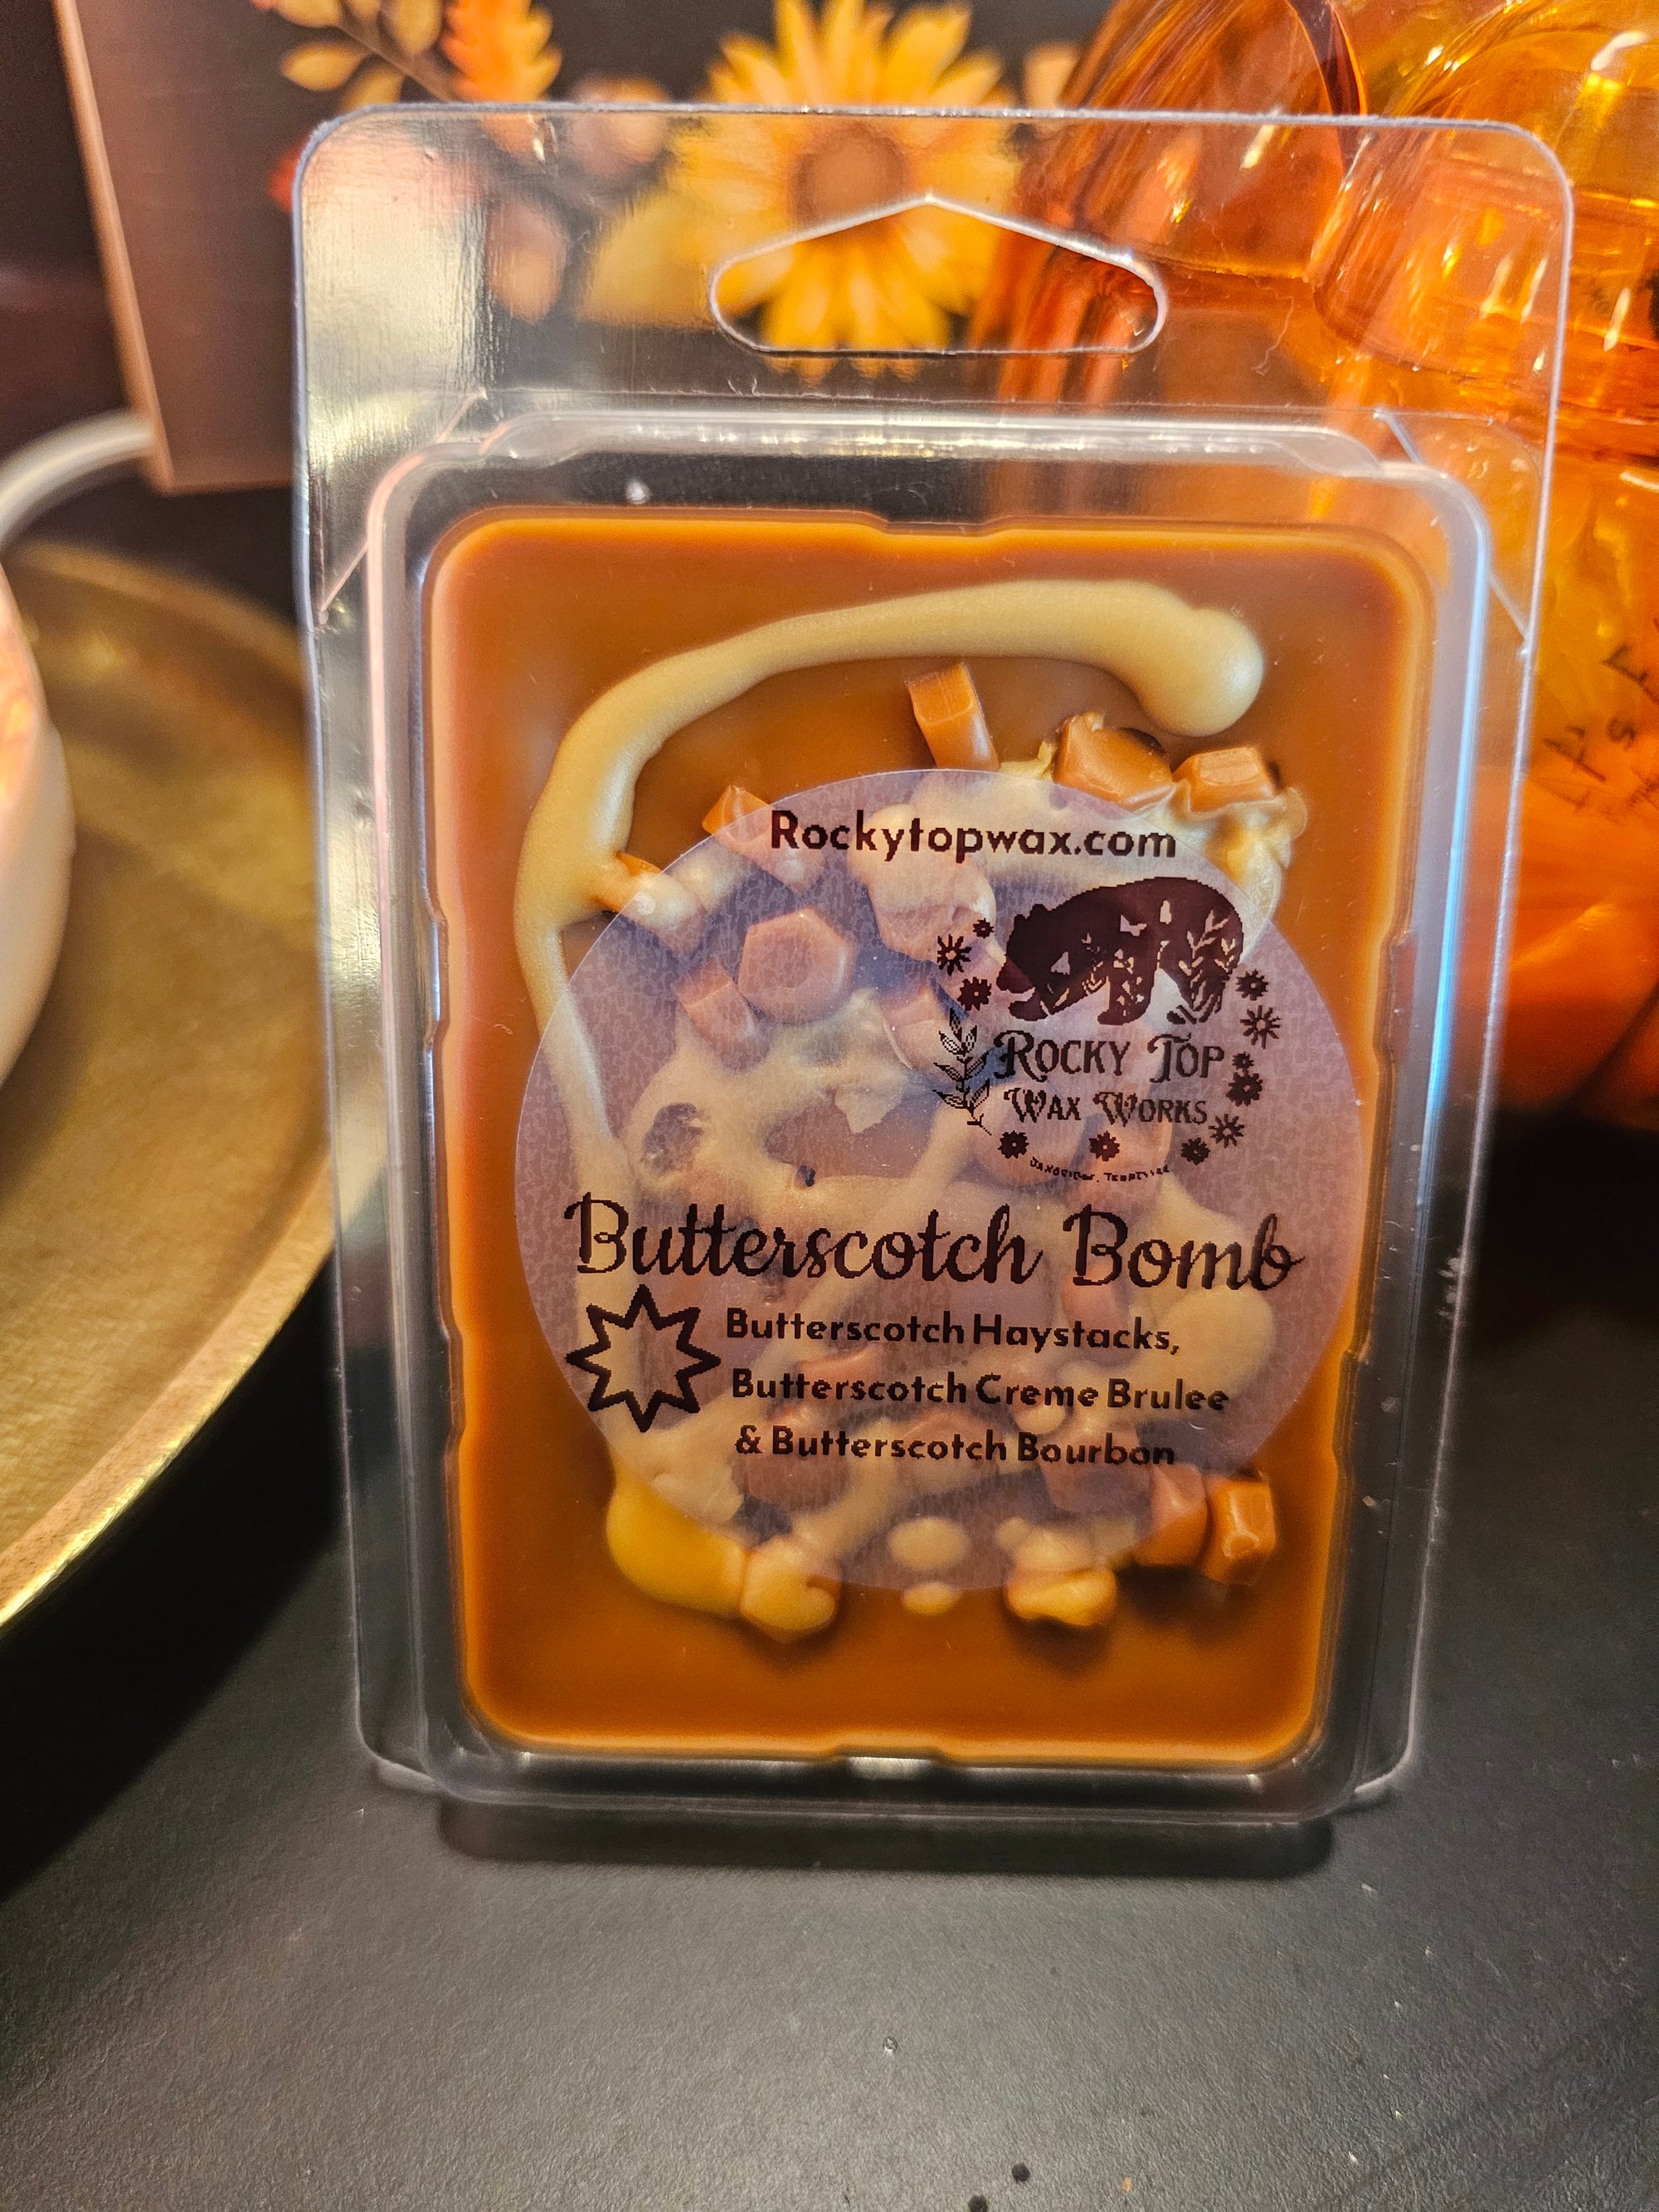 Rockytopwax.com
Rocky Top
Wax Works
Butterscotch Bomb
Butterscotch Haystacks,
Butterscotch Creme Brulee
& Butterscotch Bourbon